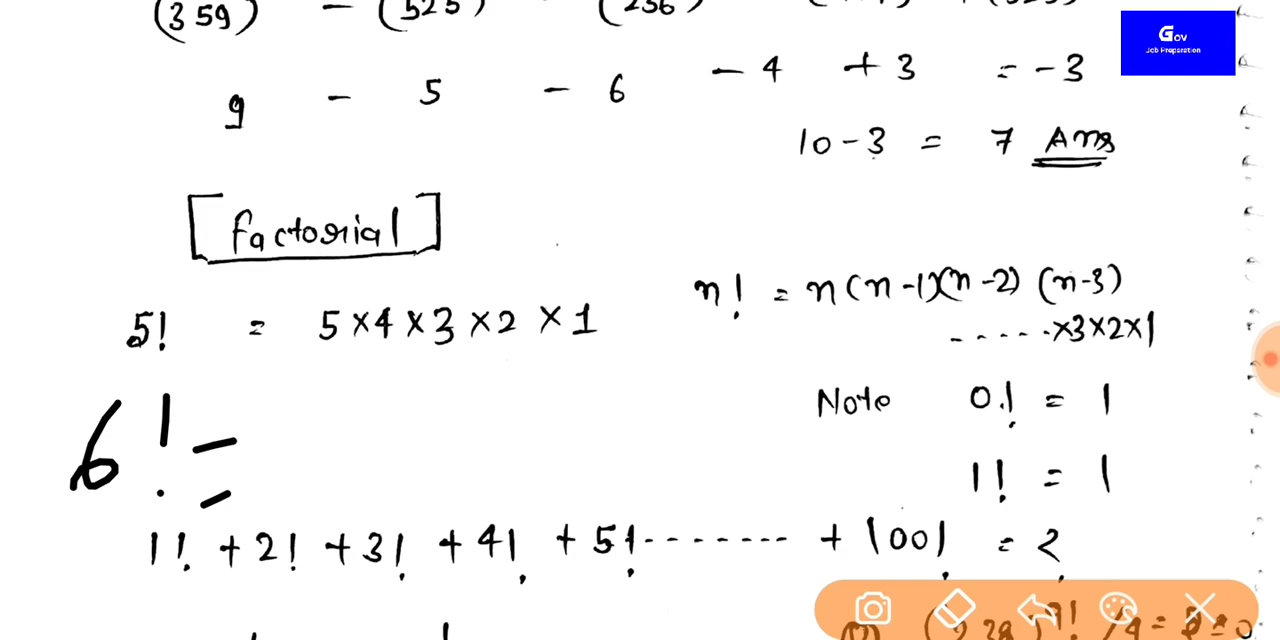 (359) - (525) (256)
9 - 5 - 6 - 4 + 3 = -3
10 - 3 = 7 Ans
Gov
Job Preparation
[Factorial]
n! = n(n-1)(n-2)(n-3)
......×3×2×1
5! = 5×4×3×2×1
Note 0! = 1
6! =
1! = 1
1! + 2! + 3! + 4! + 5! ........ + 100! = ?